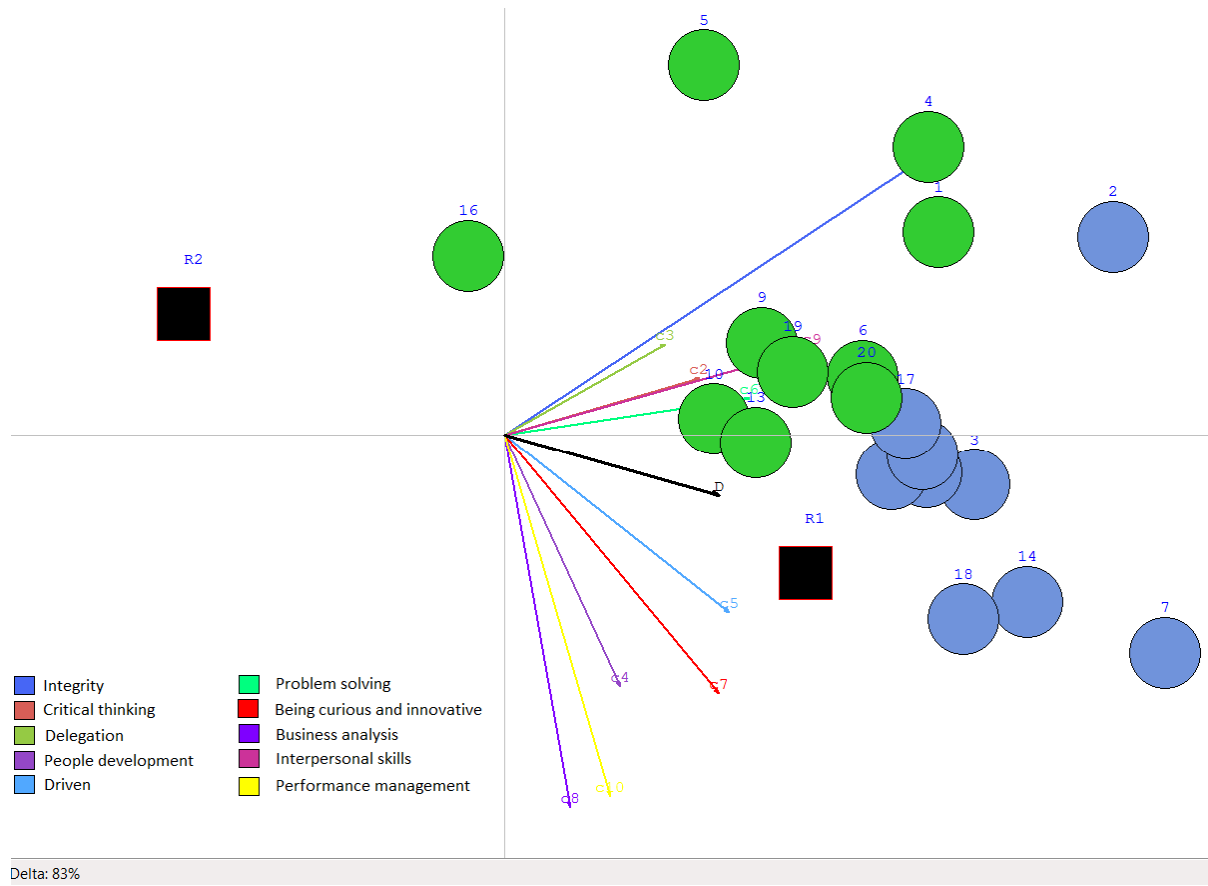 5
4
1
2
16
R2
9
19
c9
6
20
c3
c2
10
c6
13
17
3
D
R1
14
18
7
c5
c4
c7
c8
c10
Integrity
Critical thinking
Delegation
People development
Driven
Problem solving
Being curious and innovative
Business analysis
Interpersonal skills
Performance management
Delta: 83%